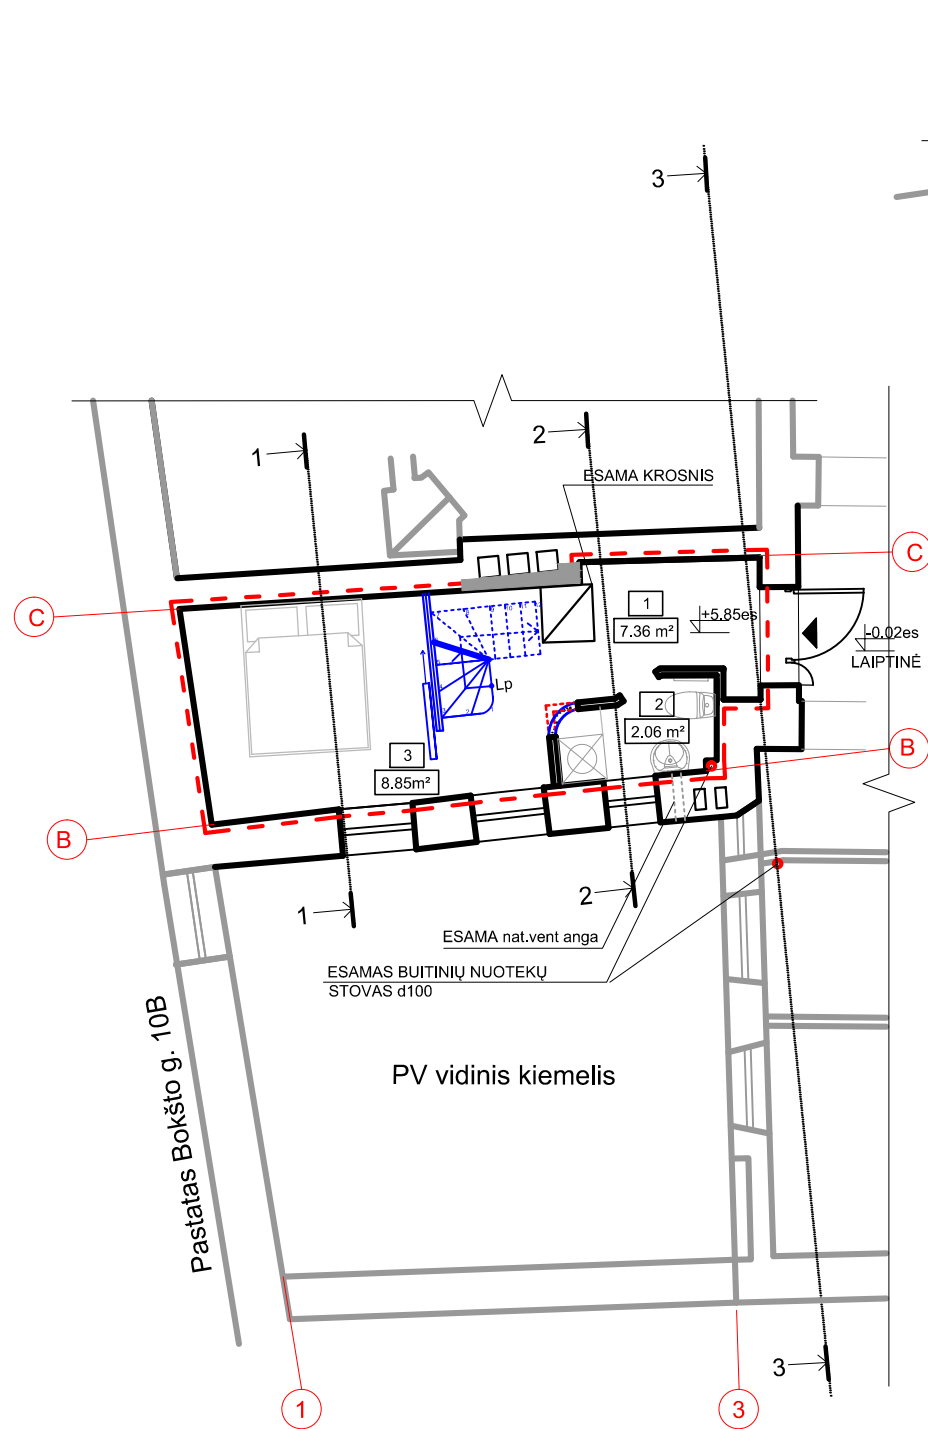 3
1
2
ESAMA KROSNIS
C
C
1
7.36 m²
+5.85es
-0.02es
LAIPTINĖ
Lp
2
2.06 m²
3
8.85m²
B
B
1
2
ESAMA nat.vent anga
ESAMAS BUITINIŲ NUOTEKŲ
STOVAS d100
PV vidinis kiemelis
Pastatas Bokšto g. 10B
3
1
3